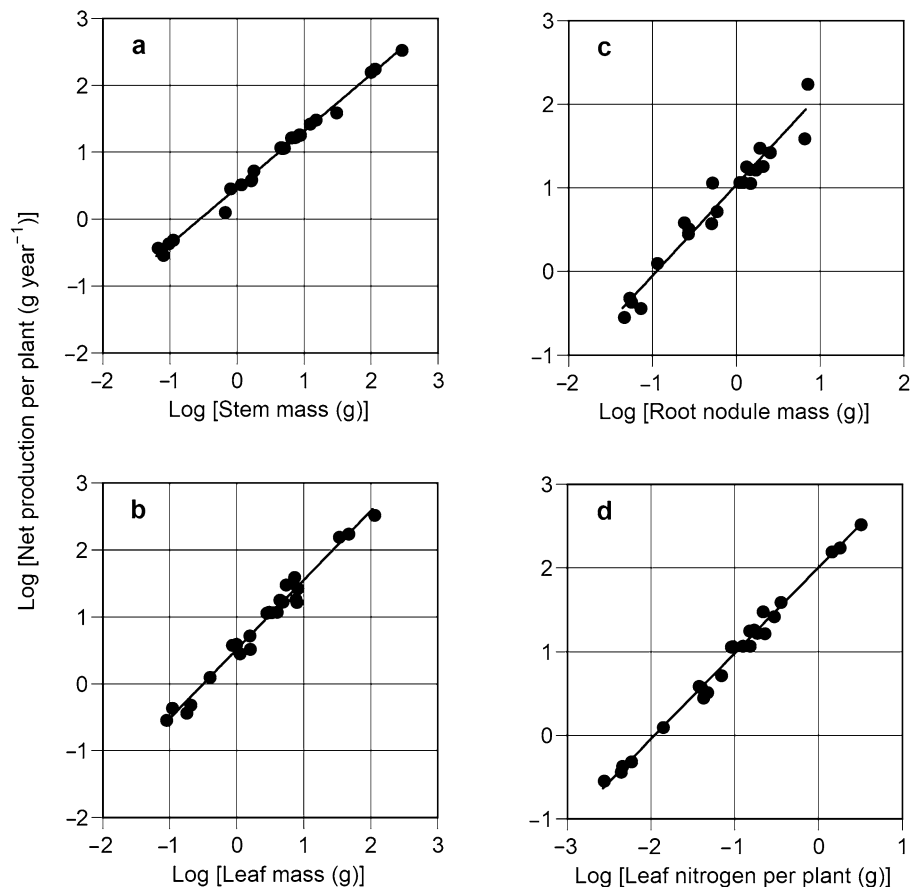 Log [Net production per plant (g year⁻¹)]
a
3
2
1
0
−1
−2
−2 −1 0 1 2 3
Log [Stem mass (g)]
c
3
2
1
0
−1
−2 −1 0 1 2
Log [Root nodule mass (g)]
b
3
2
1
0
−1
−2
−2 −1 0 1 2 3
Log [Leaf mass (g)]
d
3
2
1
0
−1
−3 −2 −1 0 1
Log [Leaf nitrogen per plant (g)]